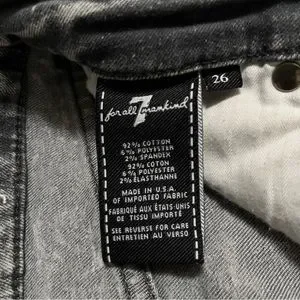 7
for all mankind
26
92% COTTON
6% POLYESTER
2% SPANDEX
92% COTON
6% POLYESTER
2% ELASTHANNE
MADE IN U.S.A.
OF IMPORTED FABRIC
FABRIQUÉ AUX ÉTATS-UNIS
DE TISSU IMPORTÉ
SEE REVERSE FOR CARE
ENTRETIEN AU VERSO